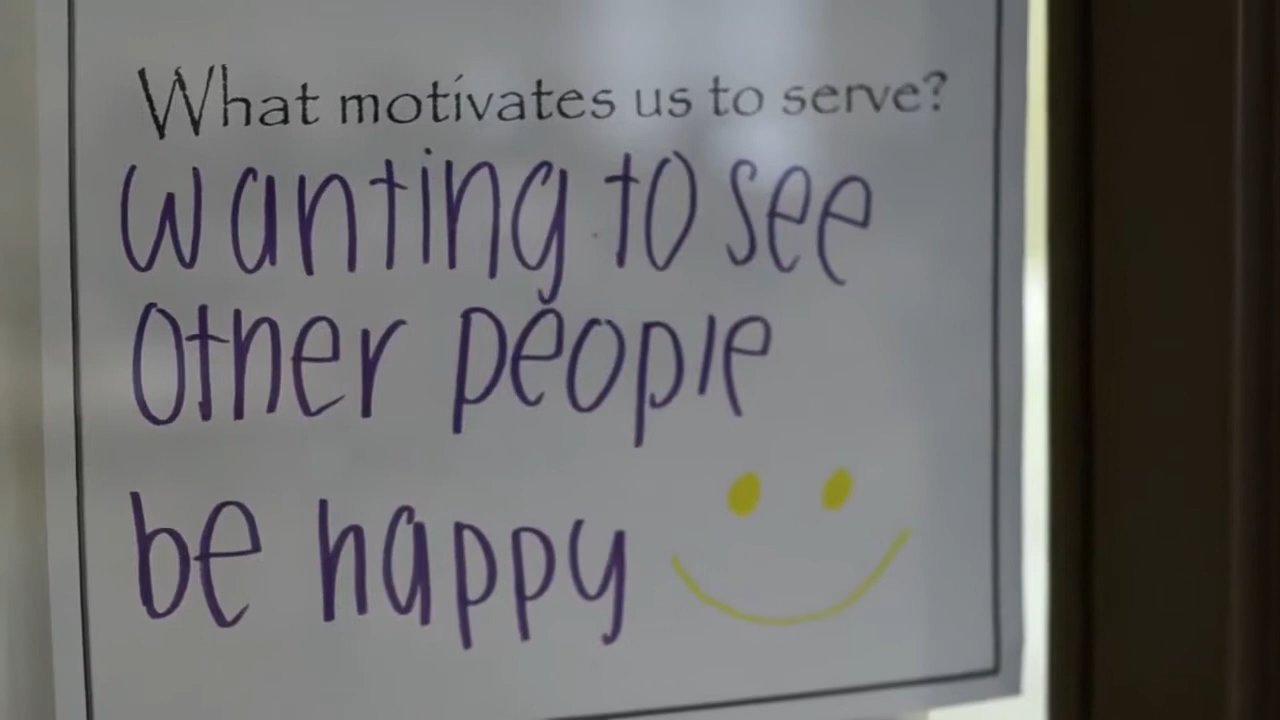 What motivates us to serve?
wanting to see
other people
be happy